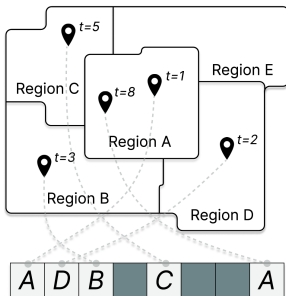 t=5
Region E
Region C
t=1
t=8
Region A
t=2
t=3
Region B
Region D
A D B C A